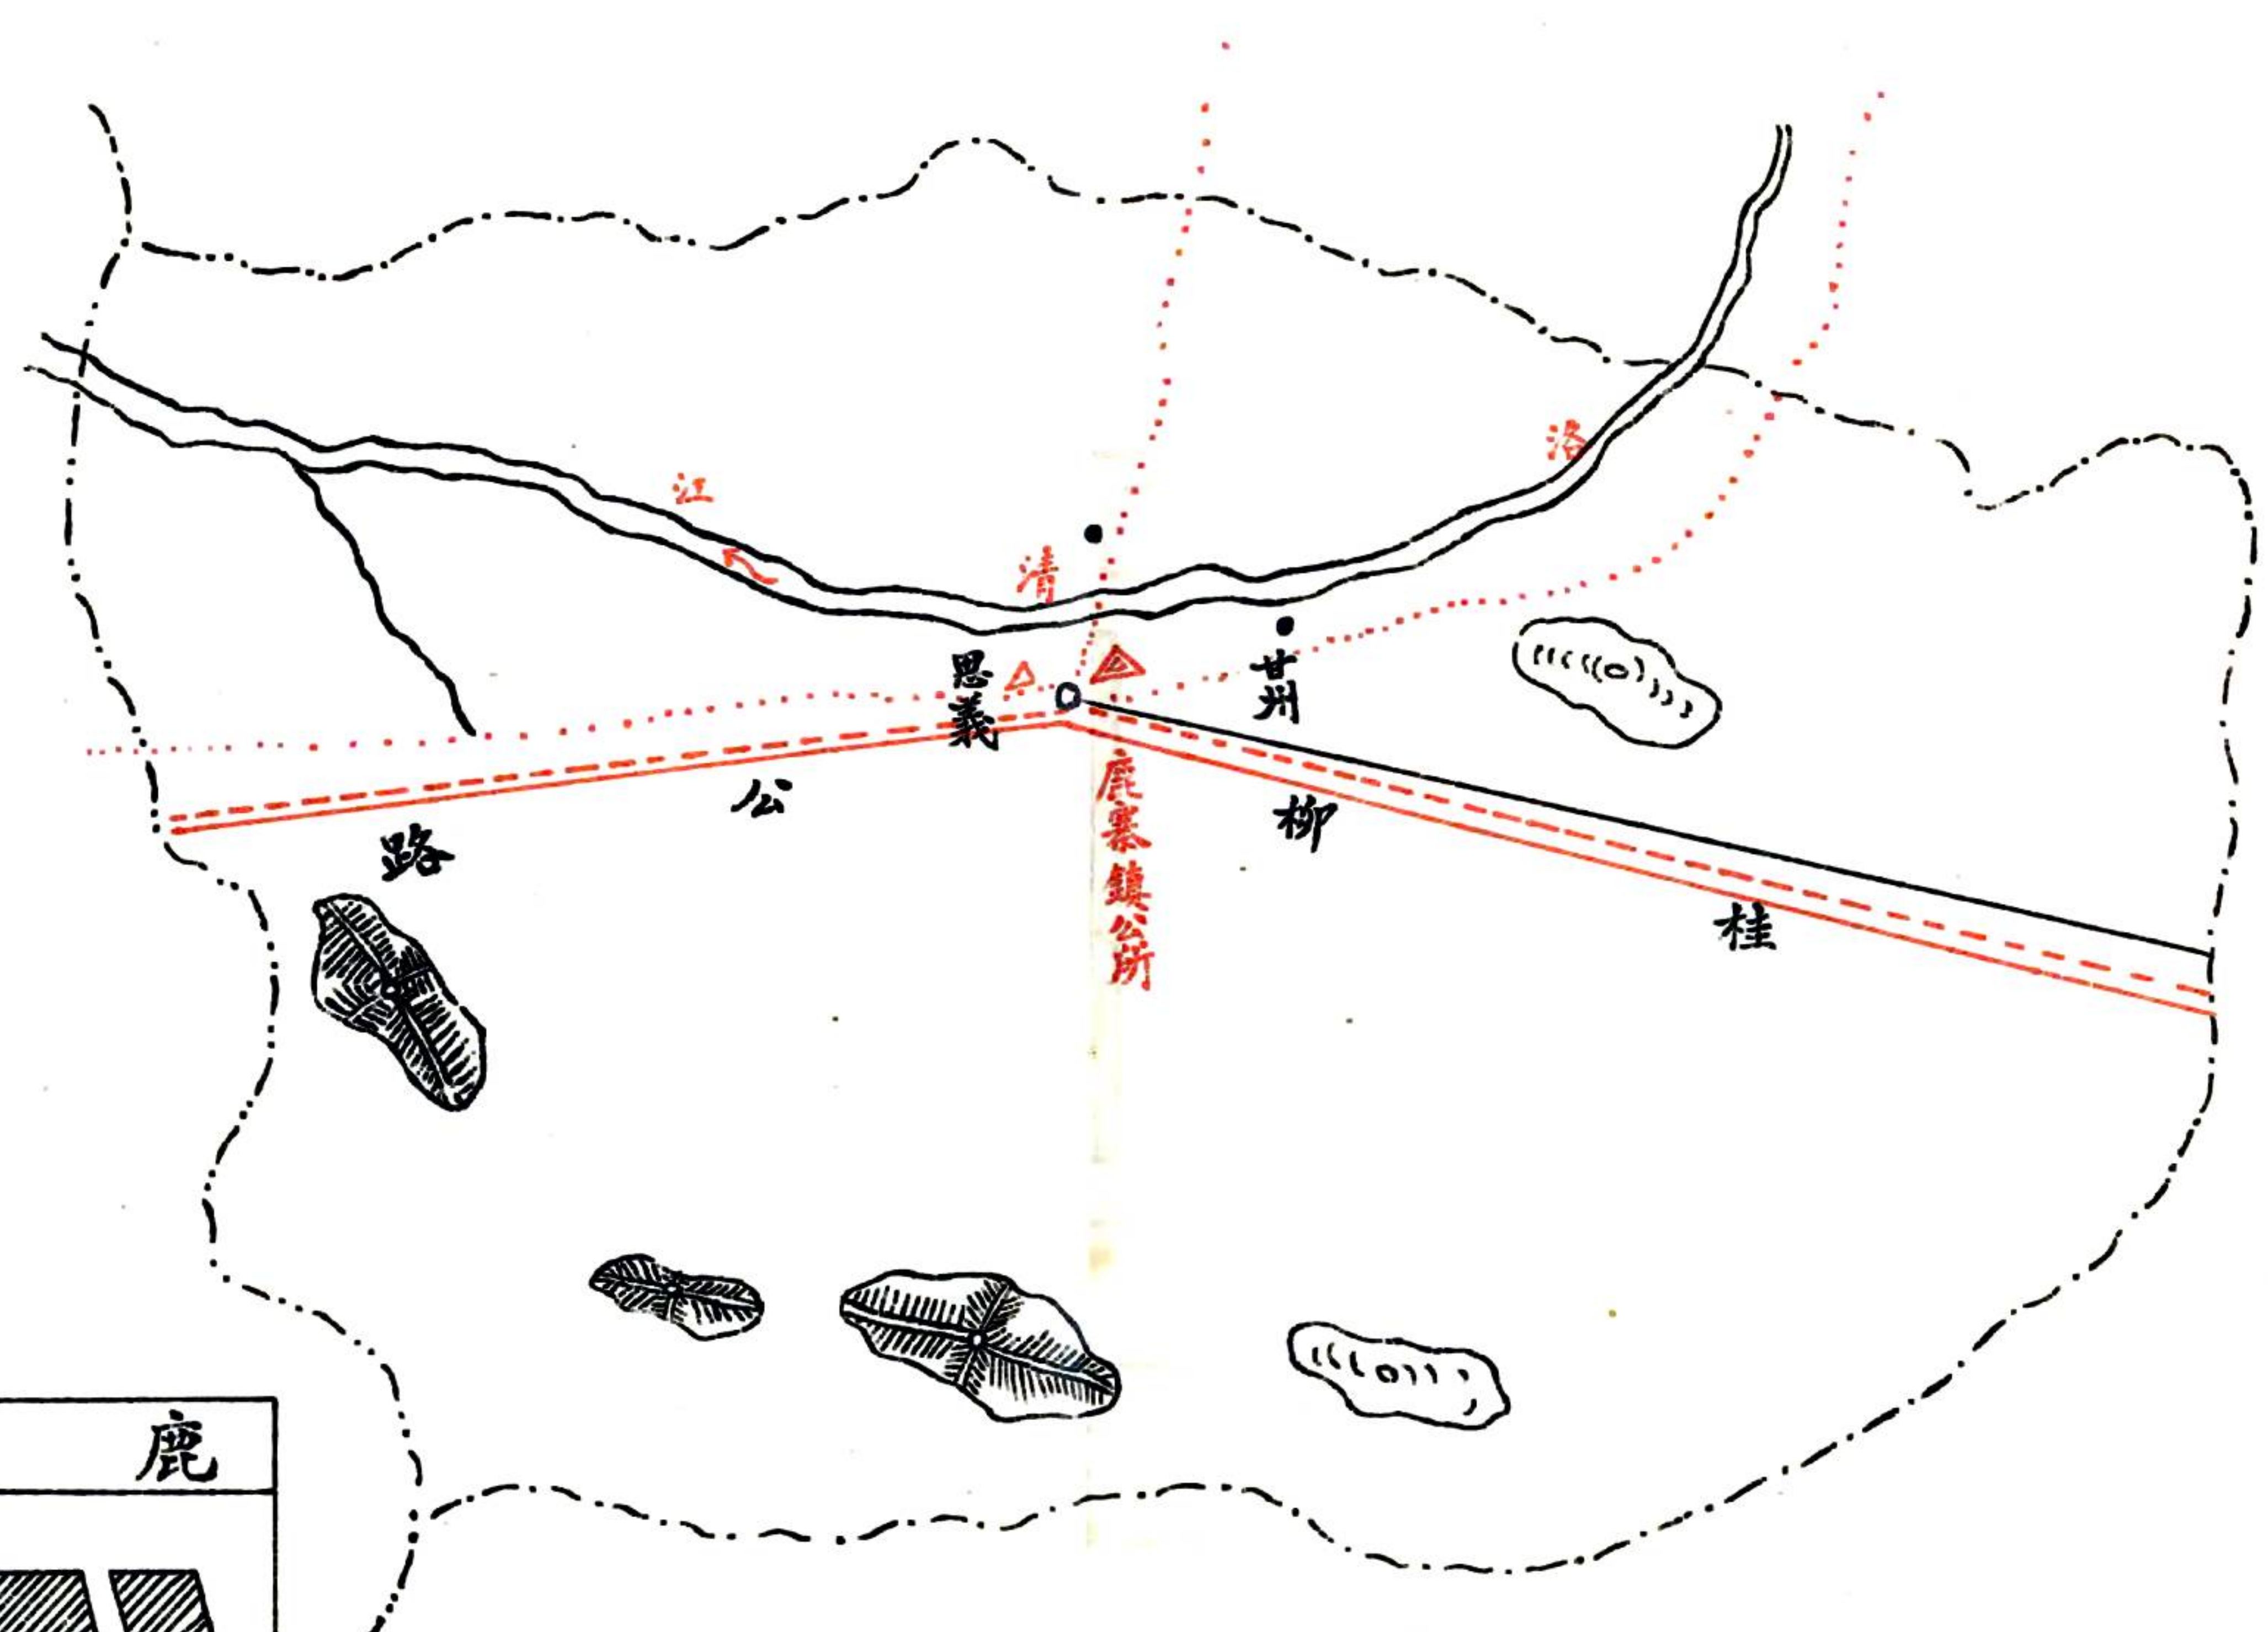 洛清江
思義
甘州
鹿寨鎮公所
桂柳公路
鹿